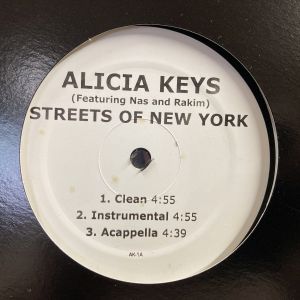 ALICIA KEYS
(Featuring Nas and Rakim)
STREETS OF NEW YORK
1. Clean 4:55
2. Instrumental 4:55
3. Acappella 4:39
AK-1A